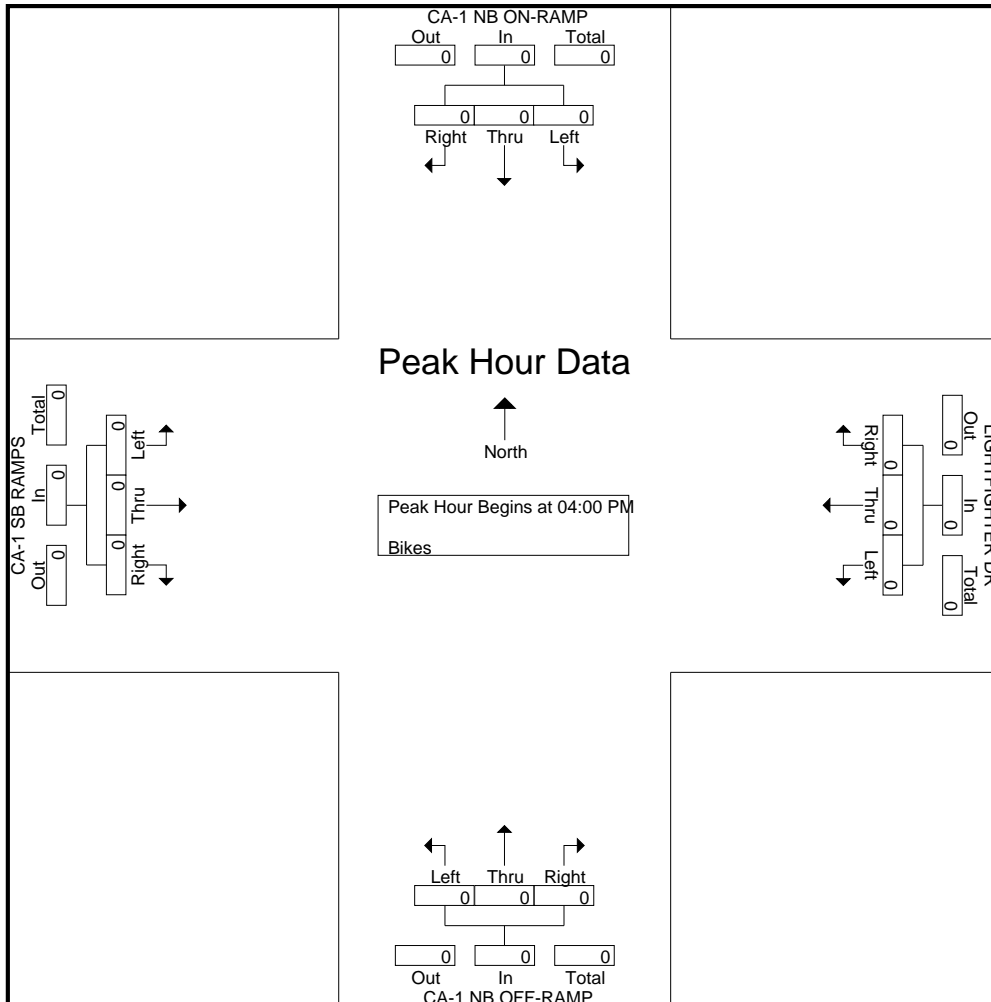 CA-1 NB ON-RAMP
Out In Total
0 0 0
0 0 0
Right Thru Left
Peak Hour Data
North
Peak Hour Begins at 04:00 PM
Bikes
CA-1 SB RAMPS
Out In Total
0 0 0
0 0 0
Right Thru Left
LIGHTFIGHTER DR
Out In Total
0 0 0
0 0 0
Right Thru Left
Left Thru Right
0 0 0
0 0 0
Out In Total
CA-1 NB OFF-RAMP